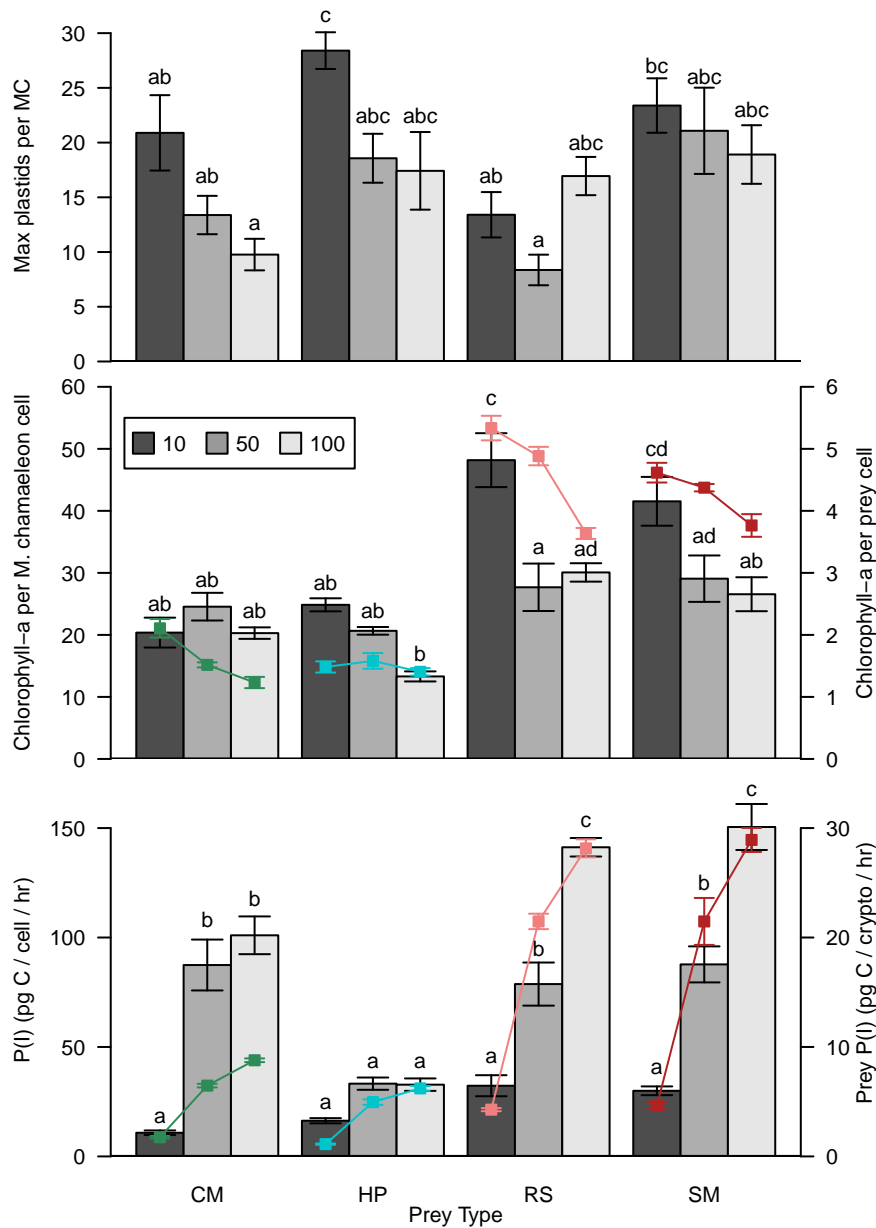 Max plastids per MC
30
25
20
15
10
5
0
ab
ab
a
c
abc
abc
ab
a
abc
bc
abc
abc
Chlorophyll−a per M. chamaeleon cell
60
50
40
30
20
10
0
10 50 100
ab
ab
ab
ab
ab
b
c
a
ad
cd
ad
ab
6
5
4
3
2
1
0
Chlorophyll−a per prey cell
P(I) (pg C / cell / hr)
150
100
50
0
a
b
b
a
a
a
a
b
c
a
b
c
30
20
10
0
Prey P(I) (pg C / crypto / hr)
CM HP RS SM
Prey Type